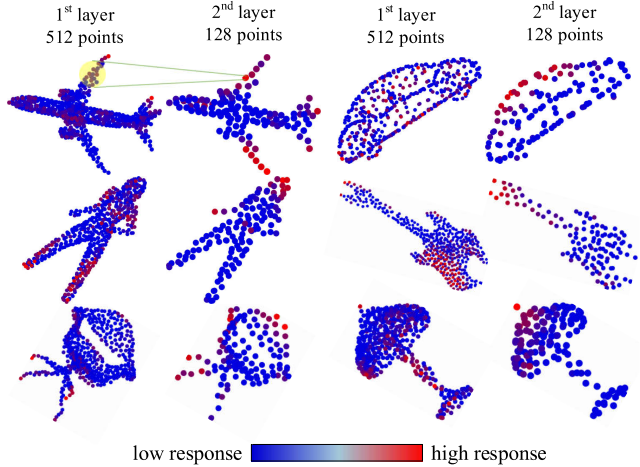 1st layer
512 points
2nd layer
128 points
1st layer
512 points
2nd layer
128 points
low response
high response